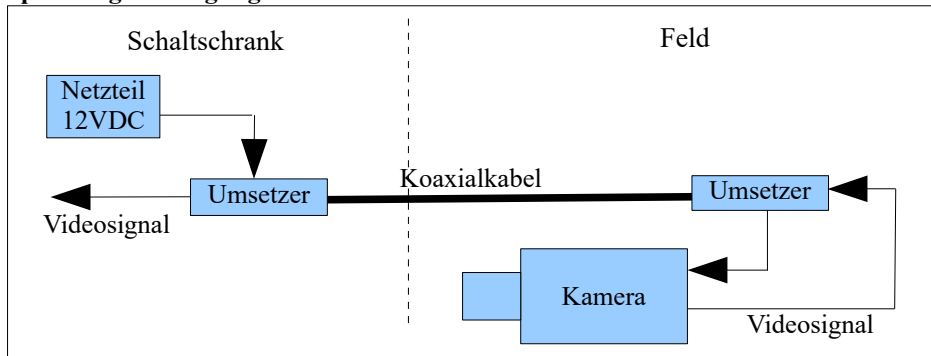 Schaltschrank
Feld
Netzteil
12VDC
Koaxialkabel
Umsetzer
Umsetzer
Videosignal
Kamera
Videosignal